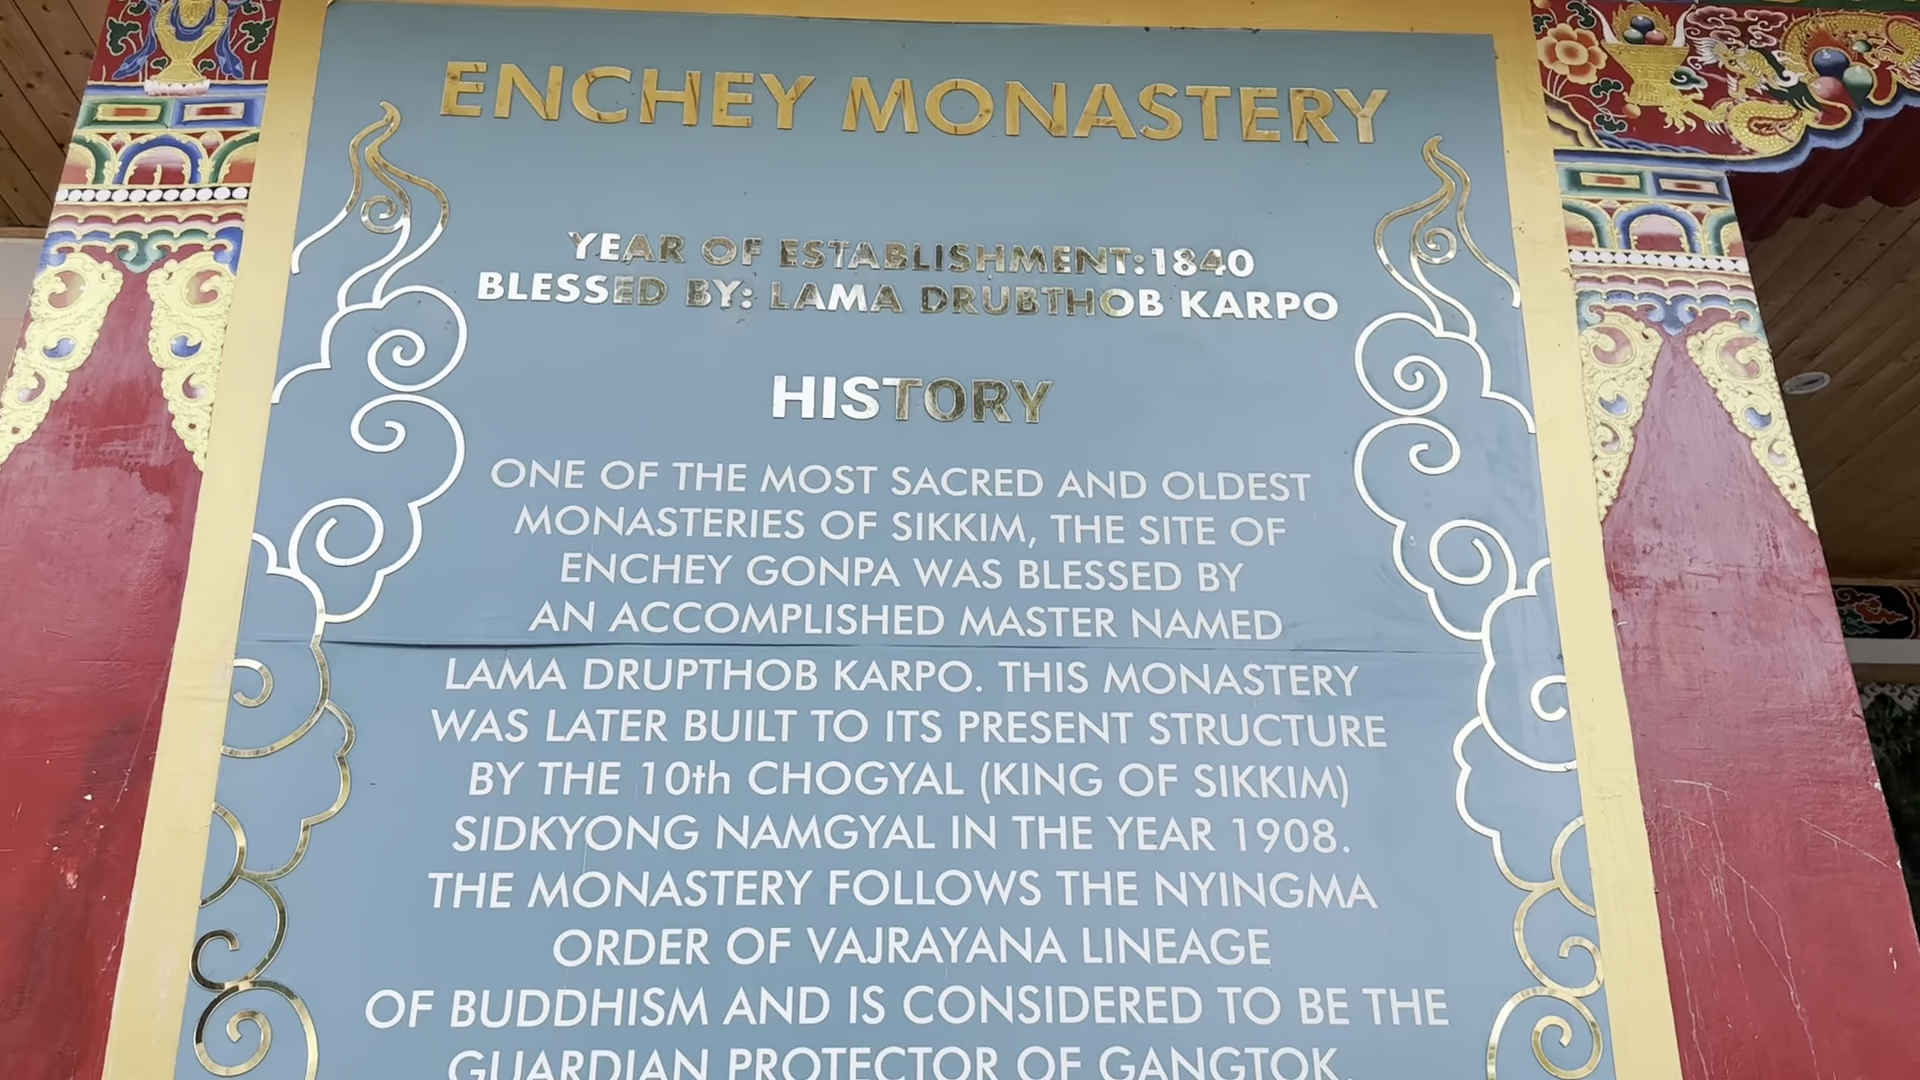 ENCHEY MONASTERY
YEAR OF ESTABLISHMENT:1840
BLESSED BY: LAMA DRUBTHOB KARPO
HISTORY
ONE OF THE MOST SACRED AND OLDEST
MONASTERIES OF SIKKIM, THE SITE OF
ENCHEY GONPA WAS BLESSED BY
AN ACCOMPLISHED MASTER NAMED
LAMA DRUPTHOB KARPO. THIS MONASTERY
WAS LATER BUILT TO ITS PRESENT STRUCTURE
BY THE 10th CHOGYAL (KING OF SIKKIM)
SIDKYONG NAMGYAL IN THE YEAR 1908.
THE MONASTERY FOLLOWS THE NYINGMA
ORDER OF VAJRAYANA LINEAGE
OF BUDDHISM AND IS CONSIDERED TO BE THE
GUARDIAN PROTECTOR OF GANGTOK.